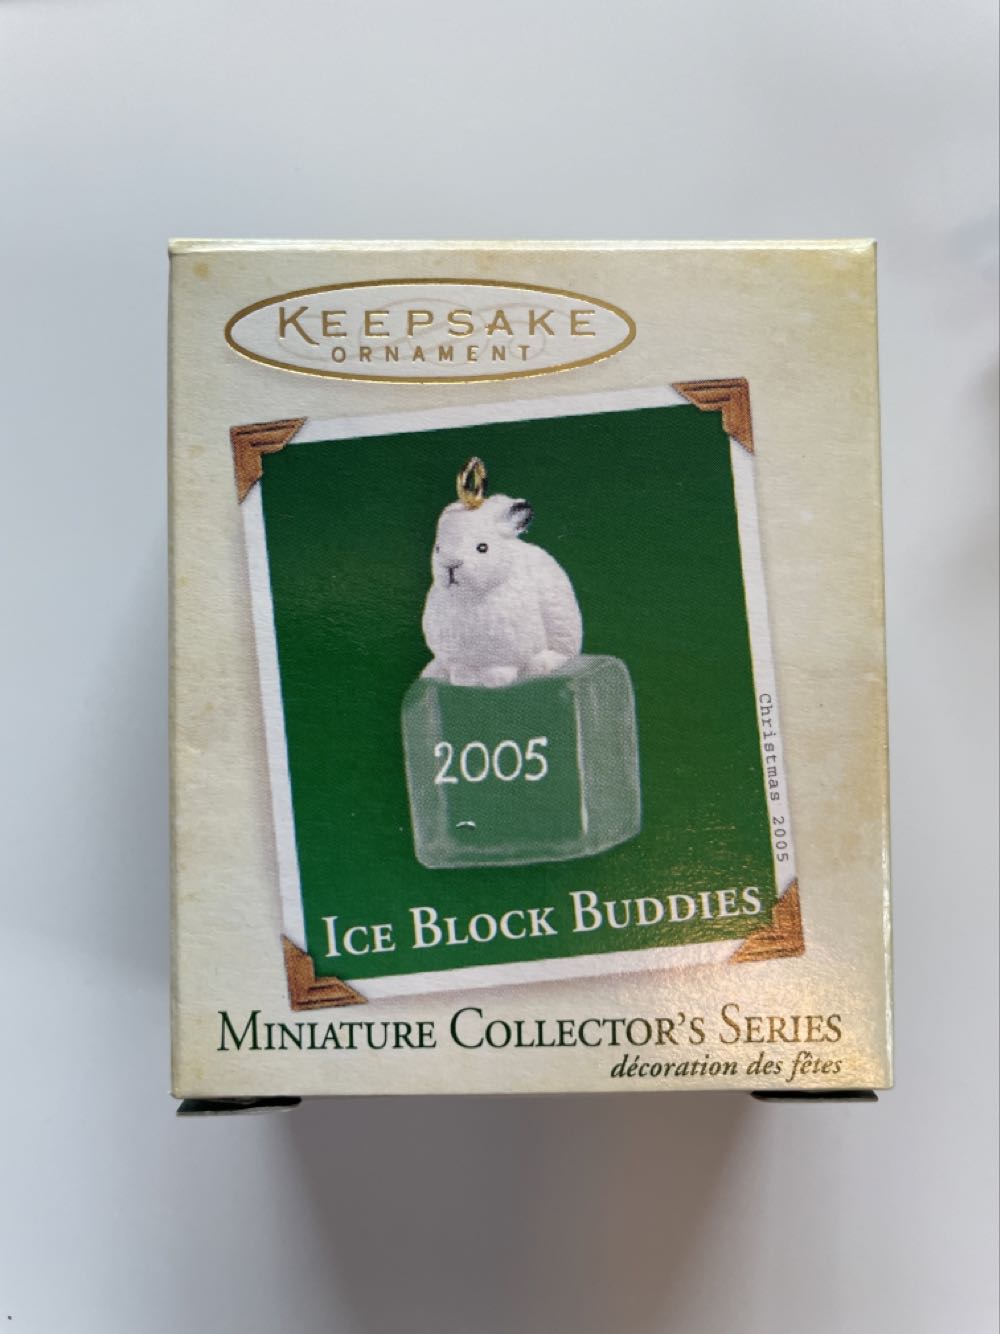 KEEPSAKE
ORNAMENT
2005
Christmas 2005
ICE BLOCK BUDDIES
MINIATURE COLLECTOR'S SERIES
décoration des fêtes